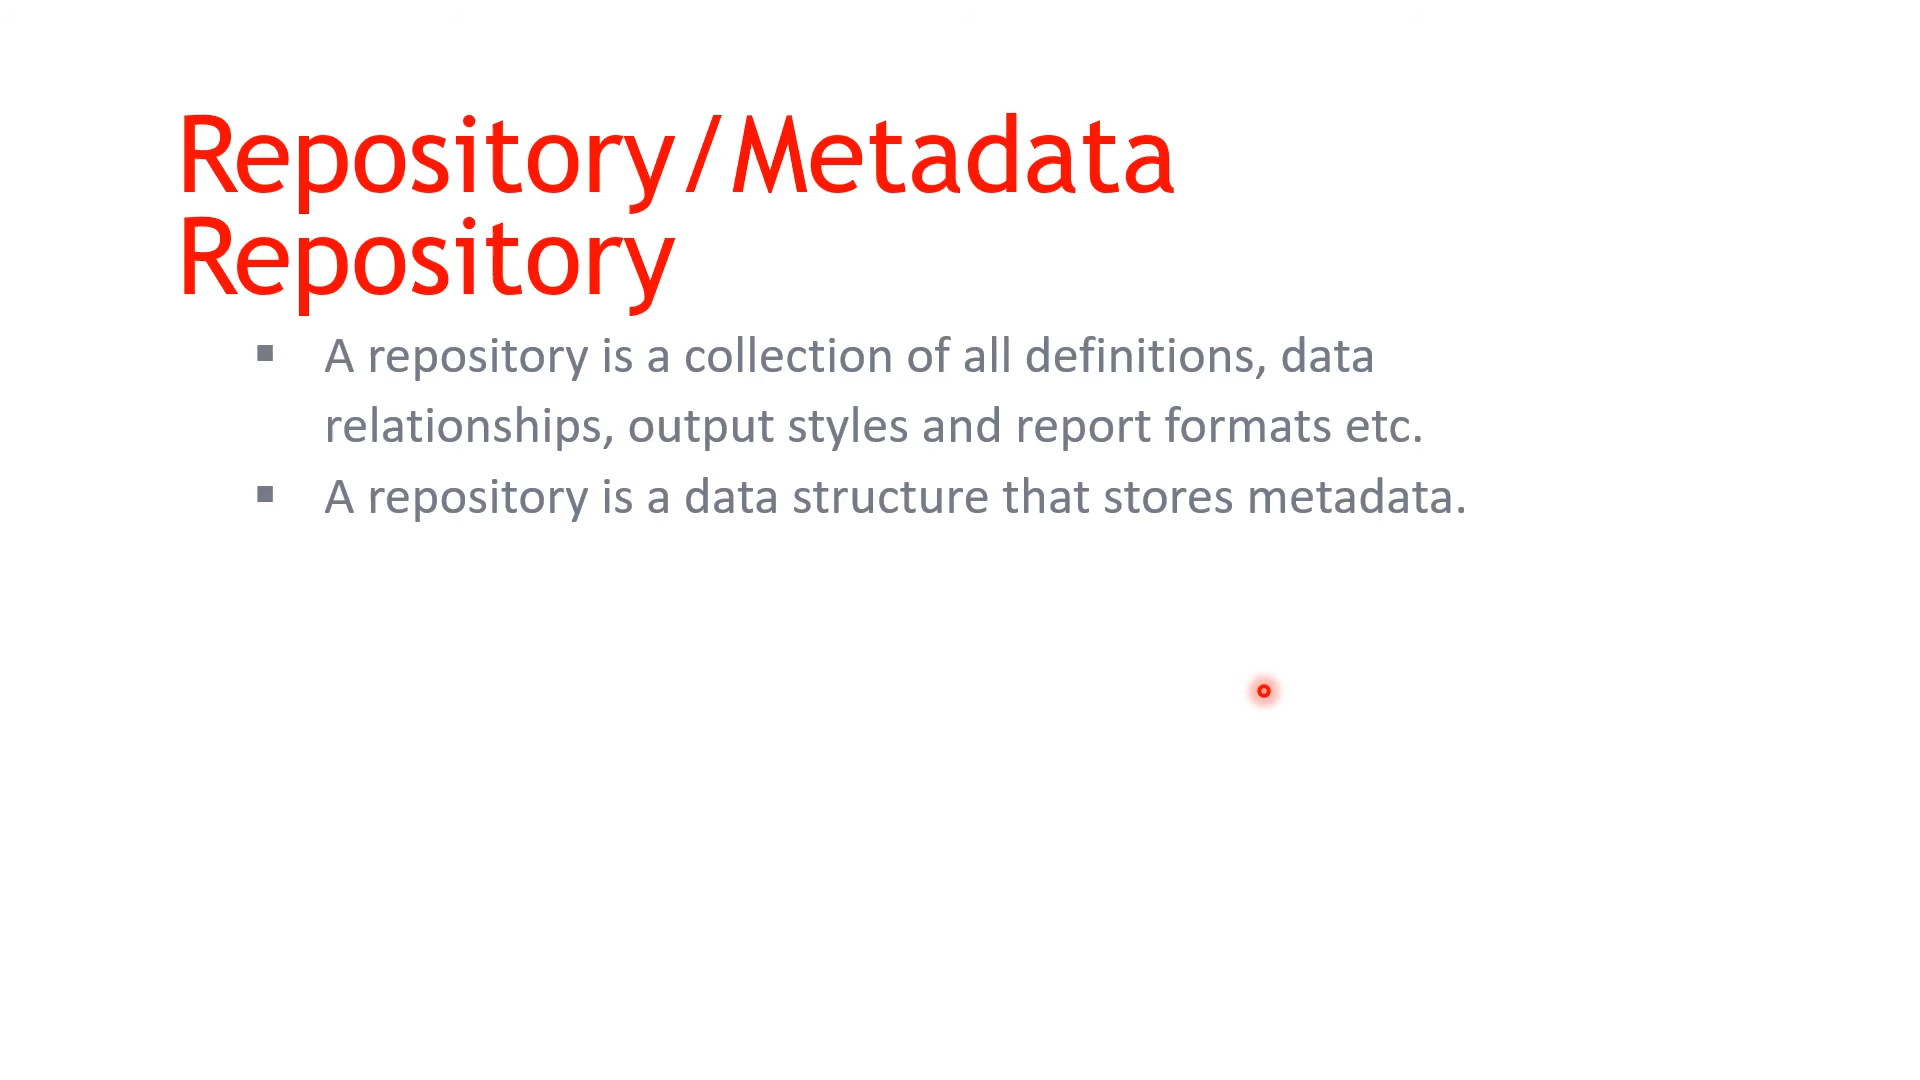 Repository/Metadata
Repository
▪ A repository is a collection of all definitions, data
relationships, output styles and report formats etc.
▪ A repository is a data structure that stores metadata.